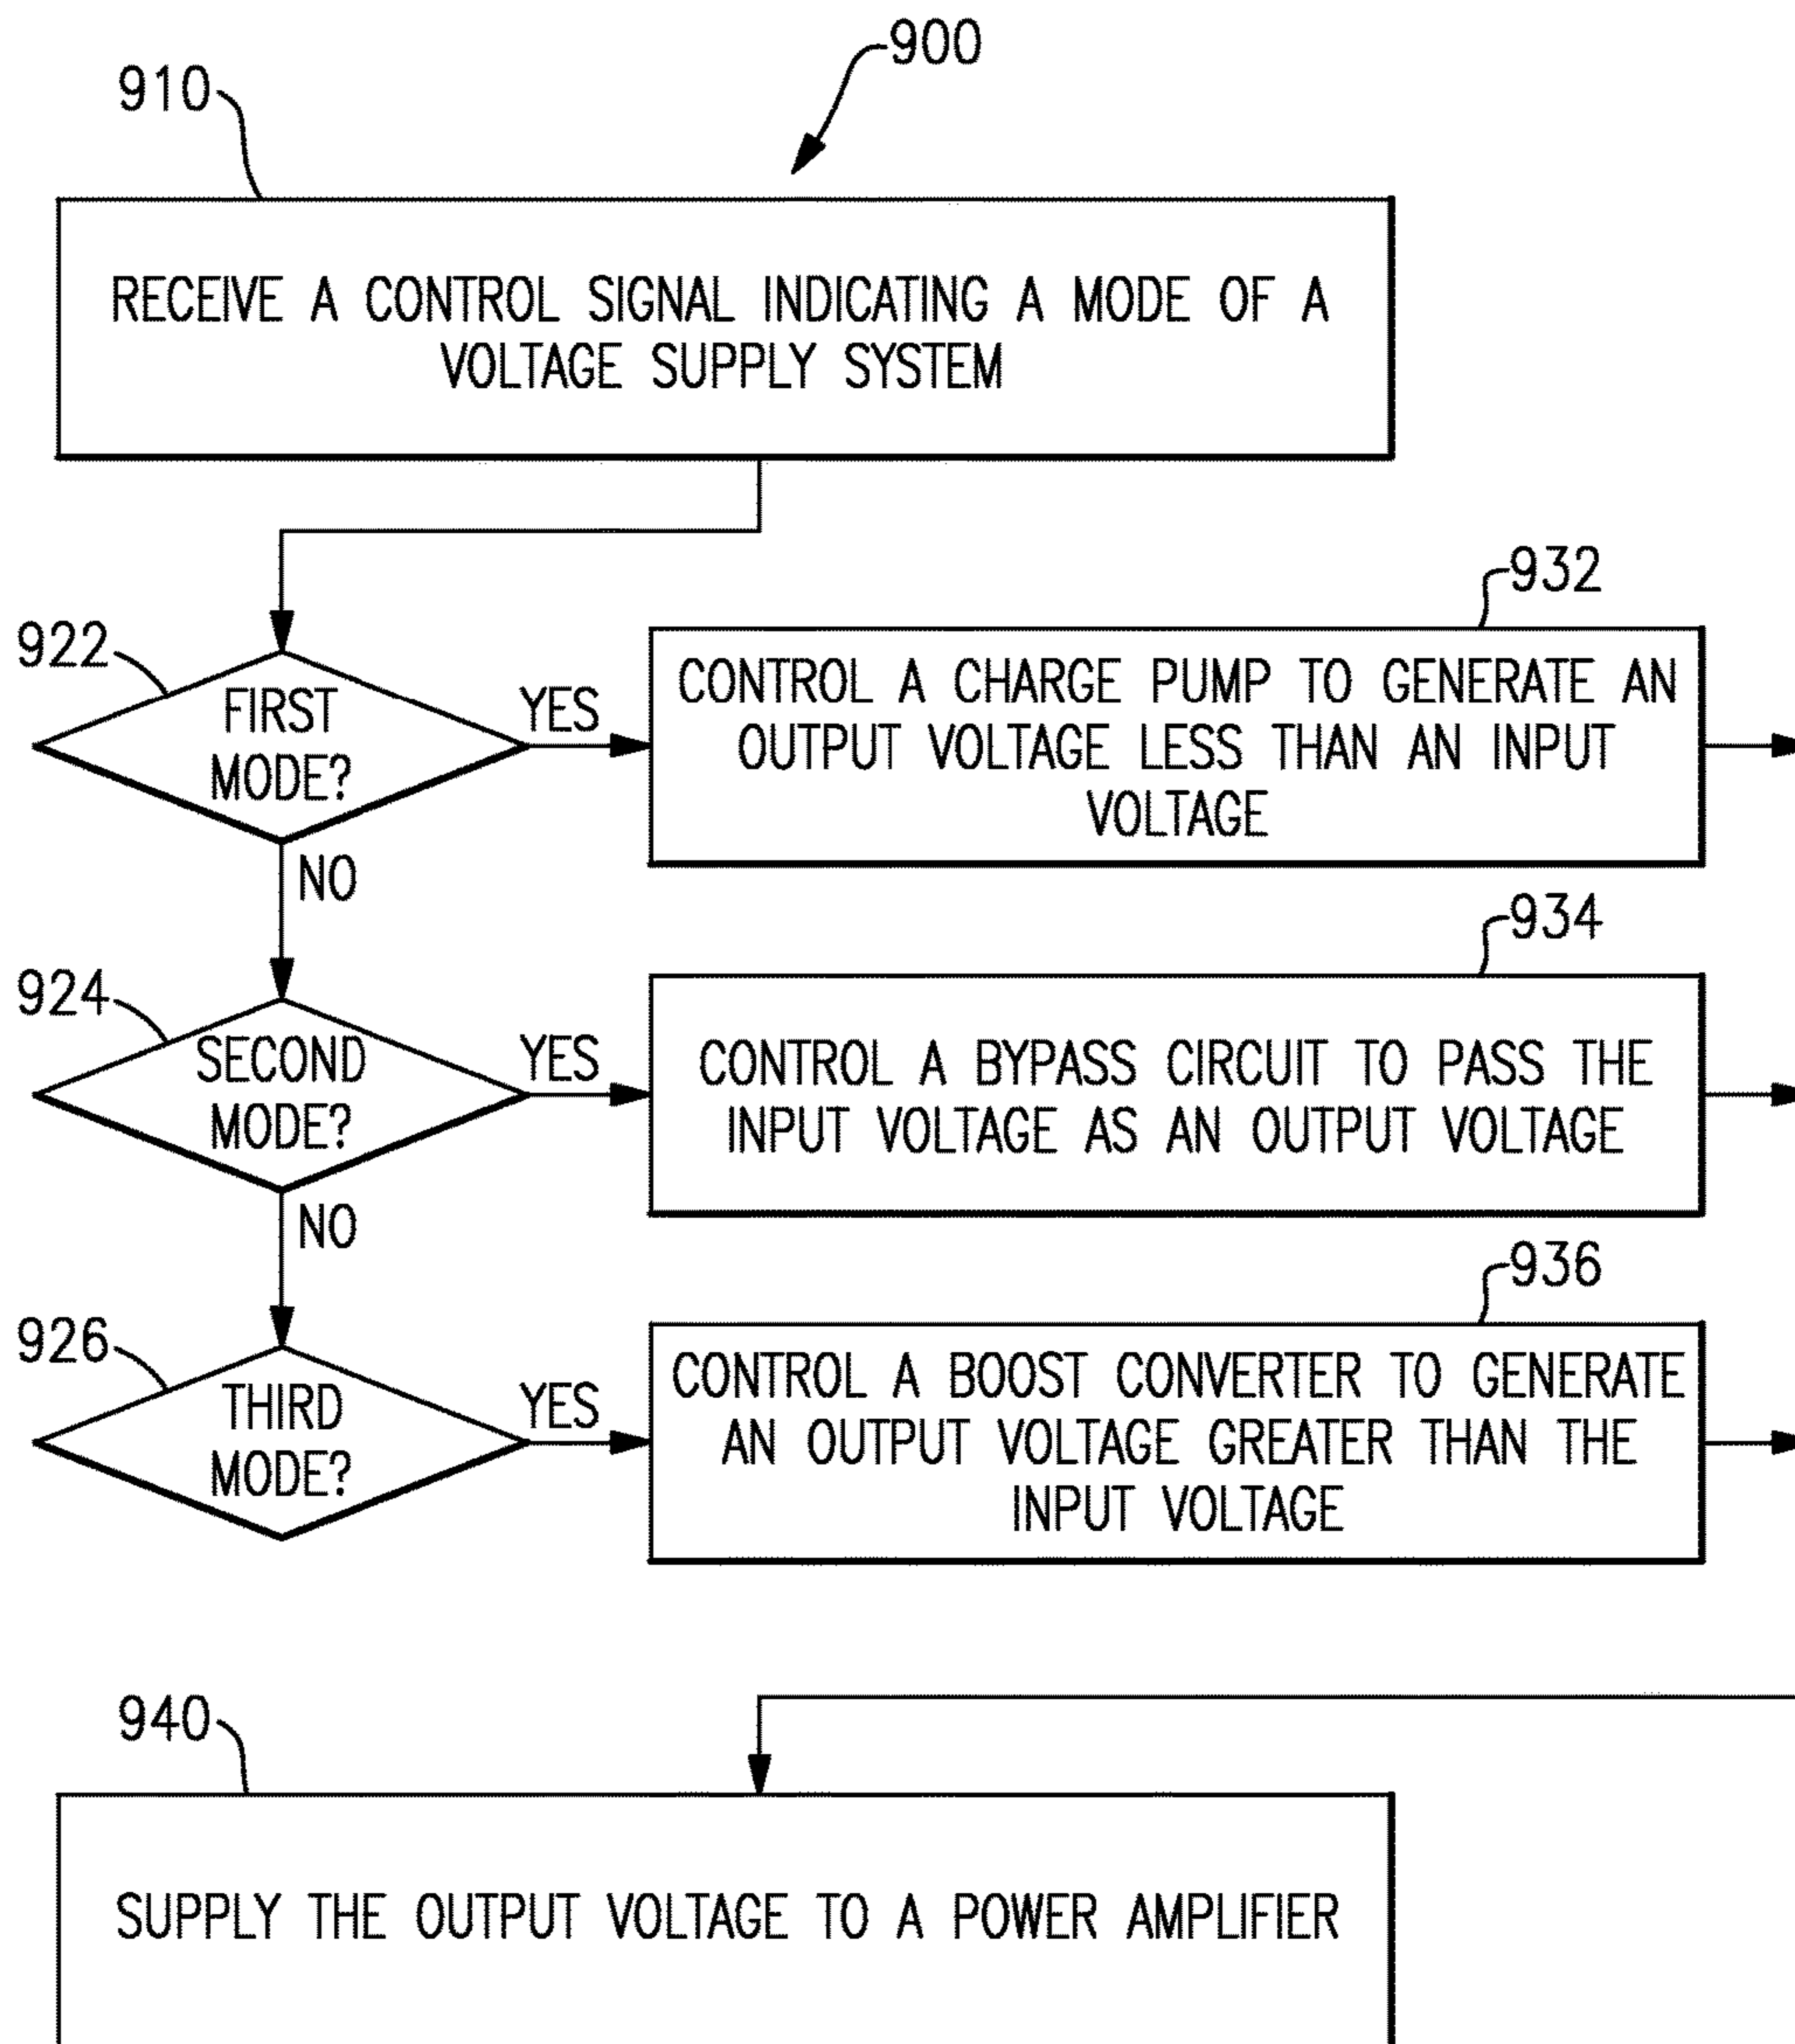 900
910
RECEIVE A CONTROL SIGNAL INDICATING A MODE OF A
VOLTAGE SUPPLY SYSTEM
922
FIRST
MODE?
YES
NO
932
CONTROL A CHARGE PUMP TO GENERATE AN
OUTPUT VOLTAGE LESS THAN AN INPUT
VOLTAGE
924
SECOND
MODE?
YES
NO
934
CONTROL A BYPASS CIRCUIT TO PASS THE
INPUT VOLTAGE AS AN OUTPUT VOLTAGE
926
THIRD
MODE?
YES
936
CONTROL A BOOST CONVERTER TO GENERATE
AN OUTPUT VOLTAGE GREATER THAN THE
INPUT VOLTAGE
940
SUPPLY THE OUTPUT VOLTAGE TO A POWER AMPLIFIER